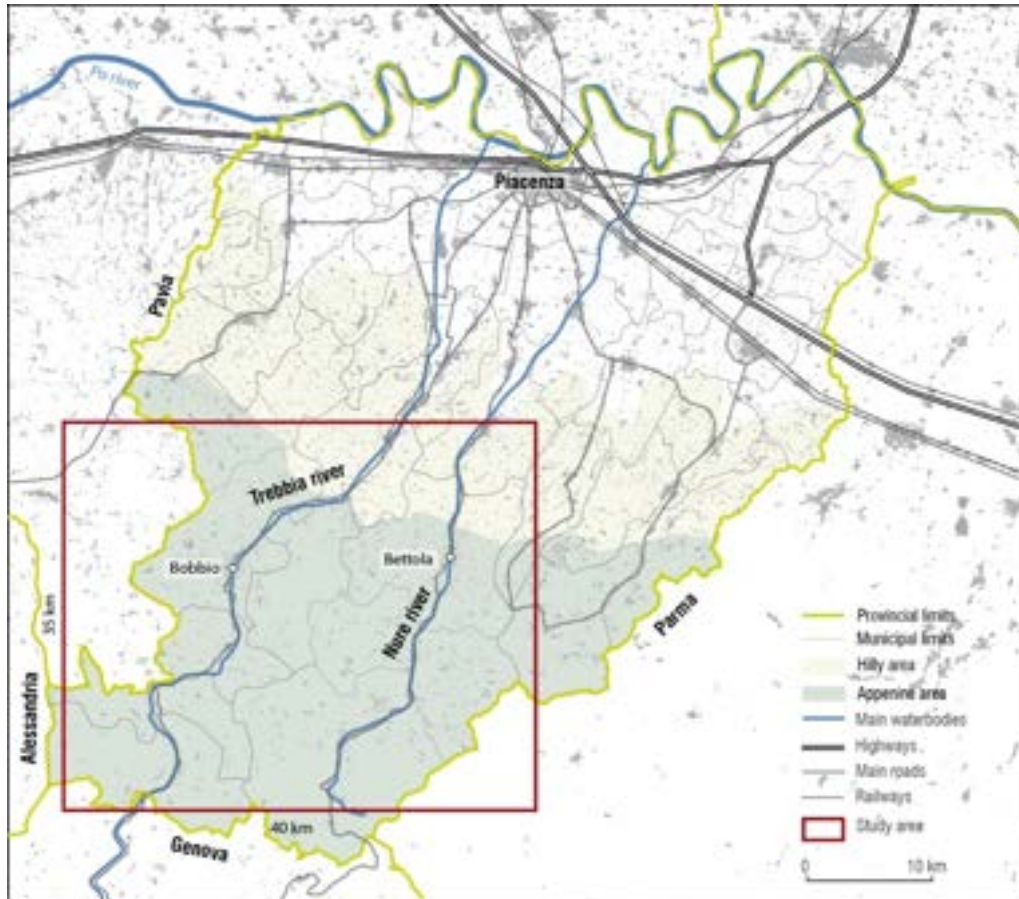 Po river
Piacenza
Pavia
Trebbia river
Bobbio
Bettola
Nure river
35 km
Parma
Alessandria
40 km
Genova
Provincial limits
Municipal limits
Hilly area
Appenine area
Main waterbodies
Highways
Main roads
Railways
Study area
0 10 km